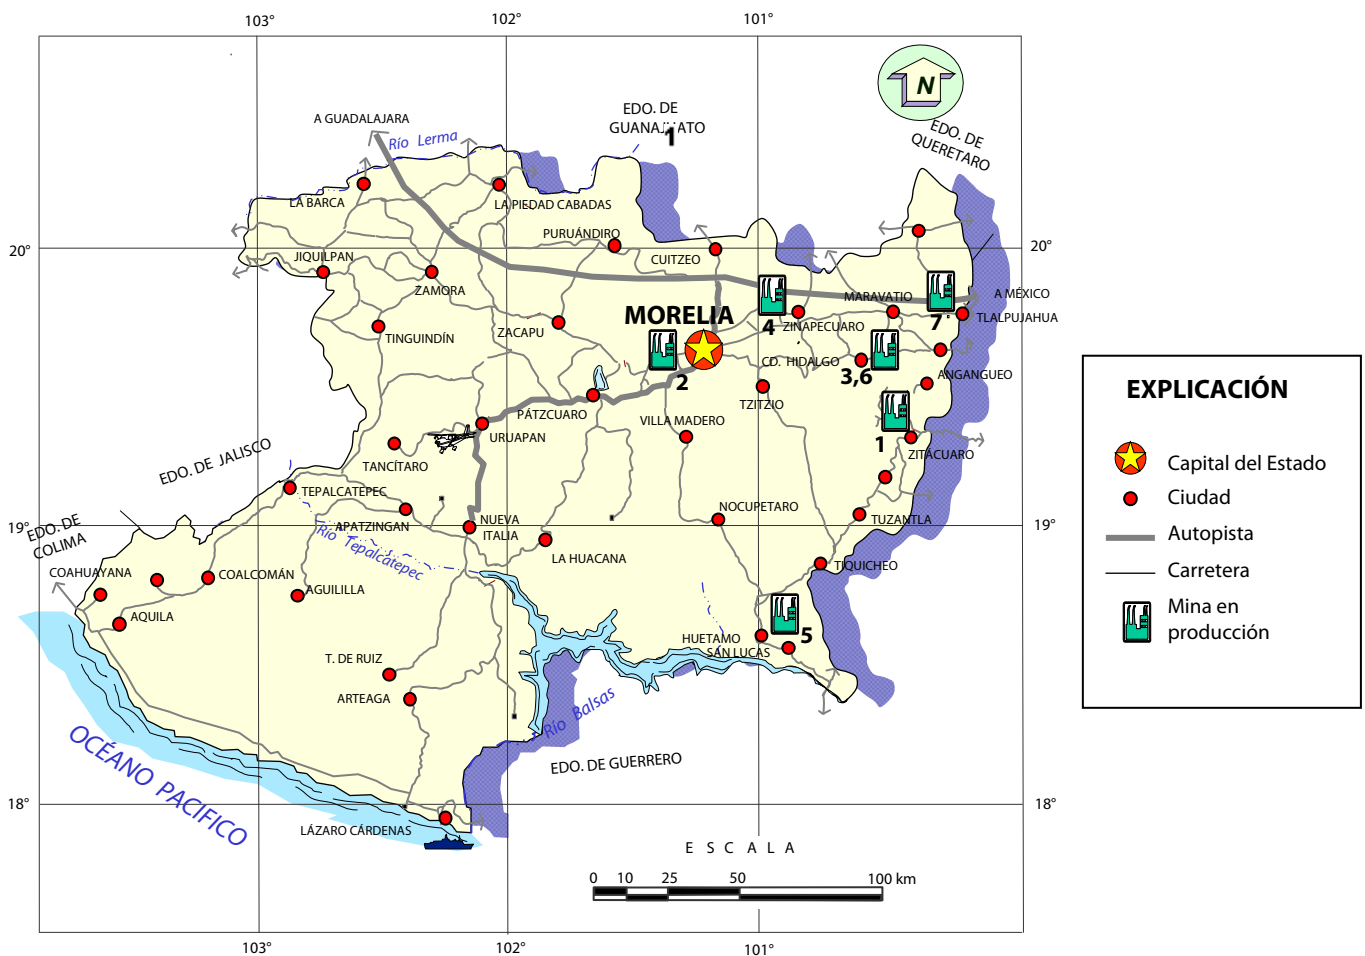 103°
102°
101°
N
EDO. DE
QUERETARO
EDO. DE
GUANAJUATO
1
A GUADALAJARA
Río Lerma
LA BARCA
LA PIEDAD CABADAS
PURUÁNDIRO
CUITZEO
20°
20°
JIQUILPAN
ZAMORA
MARAVATIO
A MÉXICO
MORELIA
4
ZINAPECUARO
7
TLALPUJAHUA
TINGUINDÍN
ZACAPU
2
CD. HIDALGO
3,6
ANGANGUEO
TZITZIO
PÁTZCUARO
VILLA MADERO
1
ZITÁCUARO
URUAPAN
EDO. DE JALISCO
TANCÍTARO
TEPALCATEPEC
APATZINGAN
NUEVA
ITALIA
NOCUPETARO
TUZANTLA
19°
19°
EDO. DE
COLIMA
Río Tepalcatepec
LA HUACANA
TIQUICHEO
COAHUAYANA
COALCOMÁN
AGUILILLA
AQUILA
HUETAMO
5
SAN LUCAS
T. DE RUIZ
ARTEAGA
Río Balsas
OCÉANO PACIFICO
EDO. DE GUERRERO
18°
18°
LÁZARO CÁRDENAS
E S C A L A
0 10 25 50 100 km
103°
102°
101°
EXPLICACIÓN
Capital del Estado
Ciudad
Autopista
Carretera
Mina en
producción